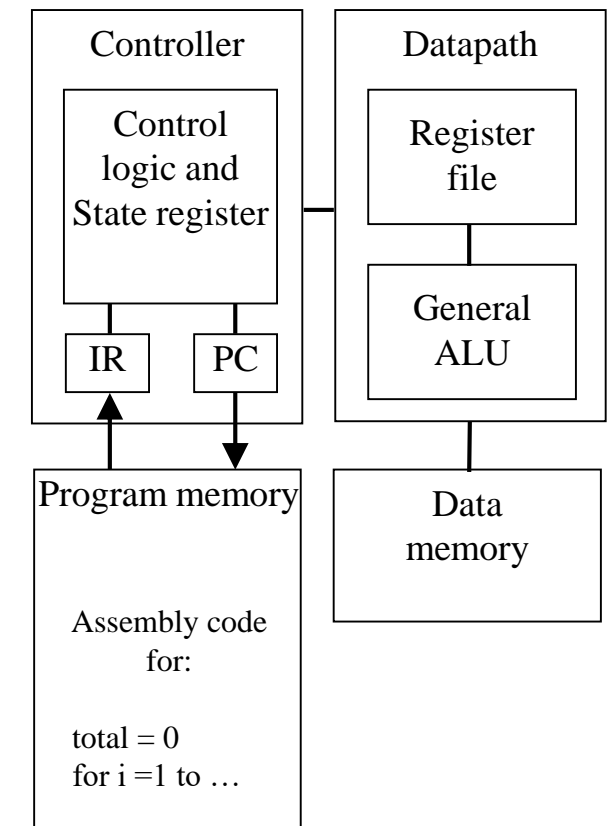 Controller
Control
logic and
State register
IR
PC
Datapath
Register
file
General
ALU
Program memory
Assembly code
for:
total = 0
for i =1 to …
Data
memory